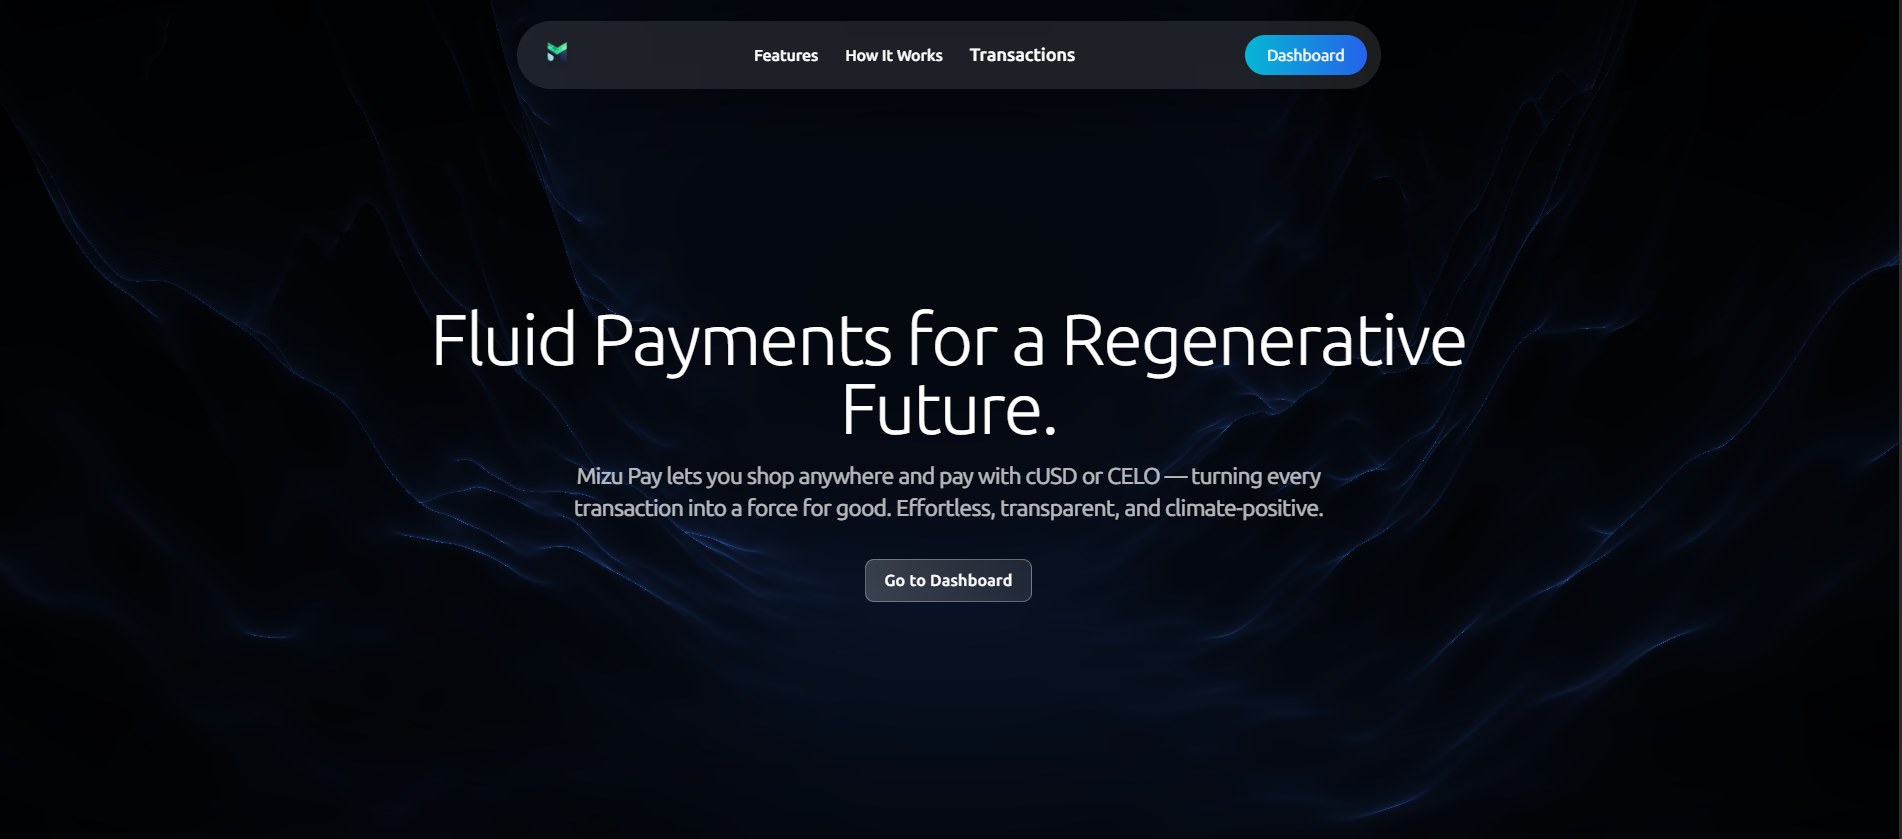 Features How It Works Transactions Dashboard
Fluid Payments for a Regenerative
Future.
Mizu Pay lets you shop anywhere and pay with cUSD or CELO — turning every
transaction into a force for good. Effortless, transparent, and climate-positive.
Go to Dashboard